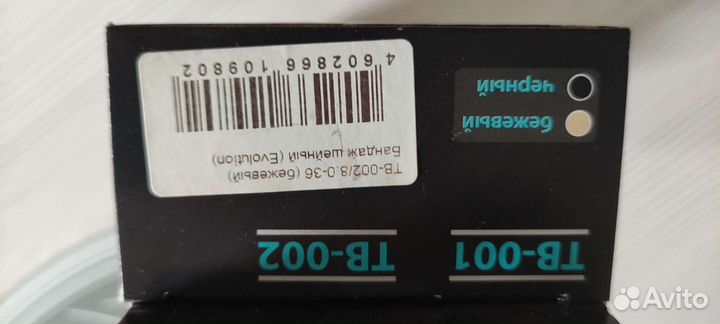 ТВ-001
ТВ-002
бежевый
черный
ТВ-002/8.0-36 (бежевый)
Бандаж шейный (Evolution)
4 602866 109802
Avito